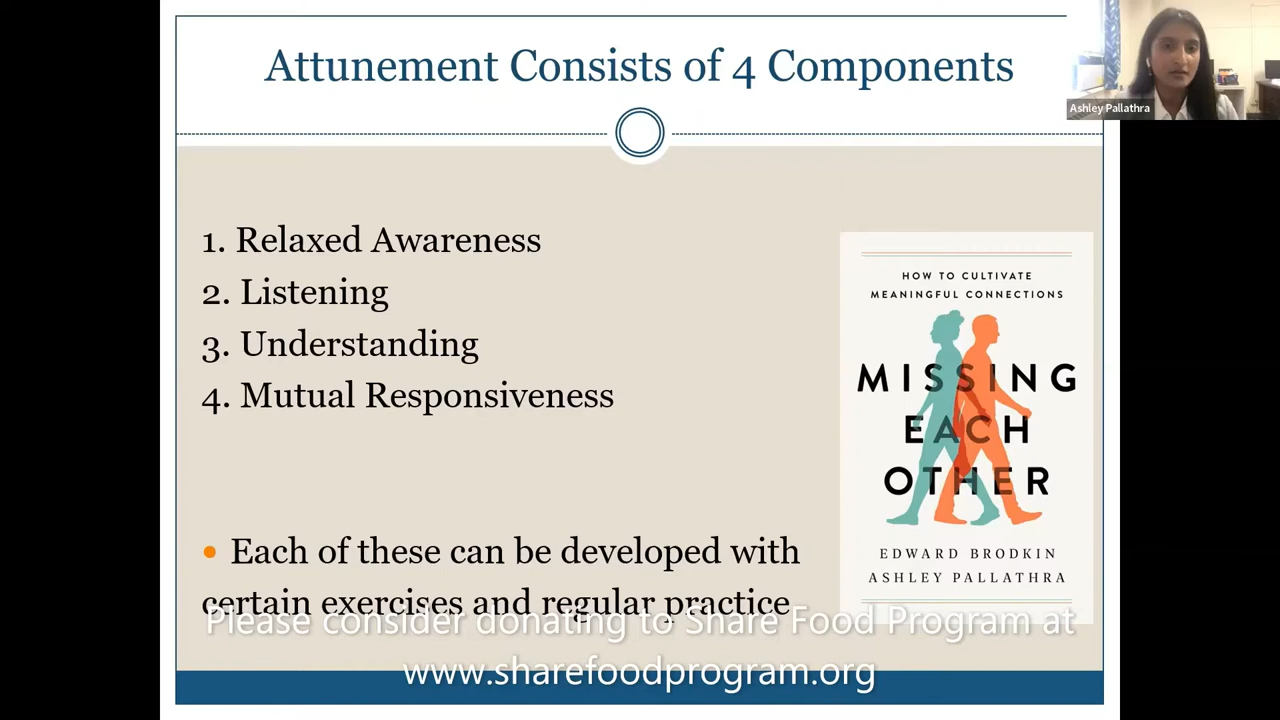 Attunement Consists of 4 Components
Ashley Pallathra
1. Relaxed Awareness
2. Listening
3. Understanding
4. Mutual Responsiveness
• Each of these can be developed with
certain exercises and regular practice
HOW TO CULTIVATE
MEANINGFUL CONNECTIONS
MISSING
EACH
OTHER
EDWARD BRODKIN
ASHLEY PALLATHRA
Please consider donating to Share Food Program at
www.sharefoodprogram.org